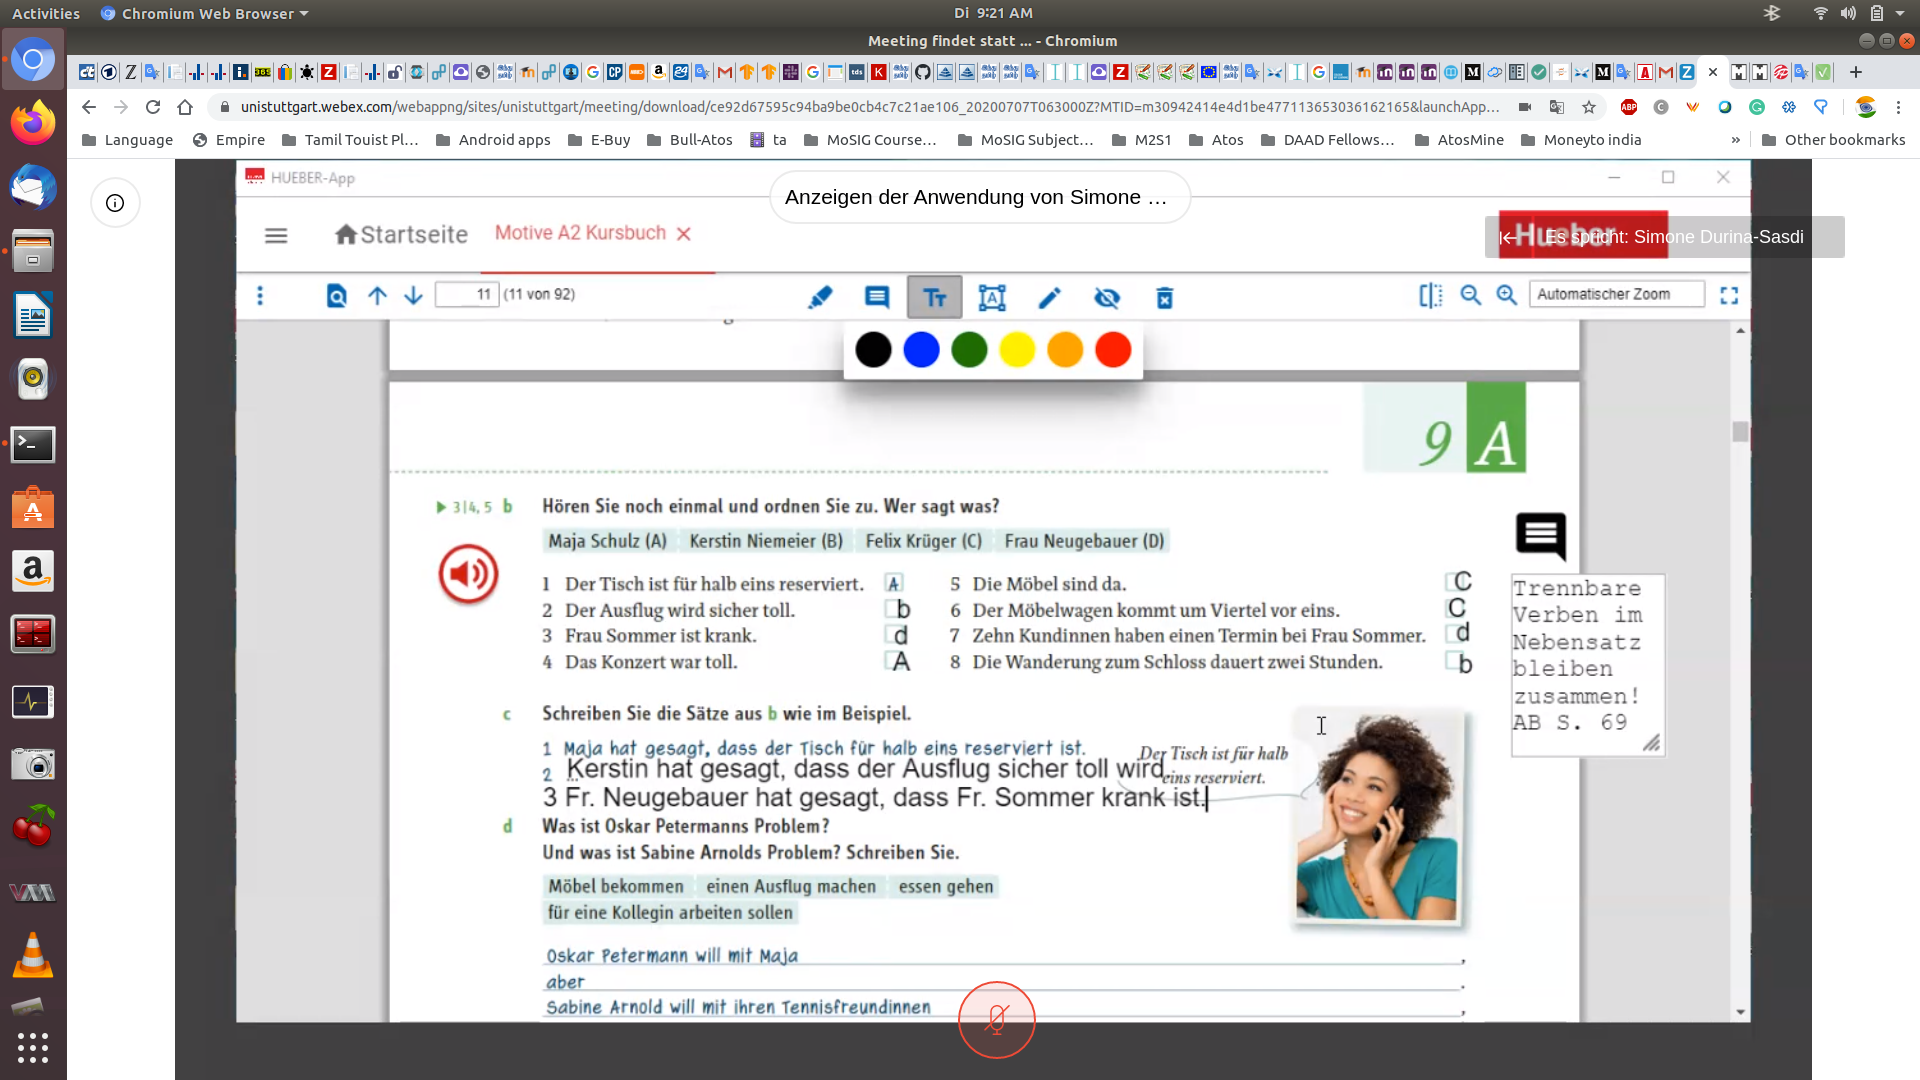 Activities
Chromium Web Browser
Di 9:21 AM
Meeting findet statt ... - Chromium
unistuttgart.webex.com/webappng/sites/unistuttgart/meeting/download/ce92d67595c94ba9be0cb4c7c21ae106_20200707T063000Z?MTID=m30942414e4d1be477113653036162165&launchApp...
Language
Empire
Tamil Touist Pl...
Android apps
E-Buy
Bull-Atos
ta
MoSIG Course...
MoSIG Subject...
M2S1
Atos
DAAD Fellows...
AtosMine
Moneyto india
»
Other bookmarks
HUEBER-App
Anzeigen der Anwendung von Simone ...
Startseite
Motive A2 Kursbuch
Hueber
Es spricht: Simone Durina-Sasdi
11 (11 von 92)
Automatischer Zoom
9 A
3|4, 5 b Hören Sie noch einmal und ordnen Sie zu. Wer sagt was?
Maja Schulz (A) Kerstin Niemeier (B) Felix Krüger (C) Frau Neugebauer (D)
1 Der Tisch ist für halb eins reserviert. A
2 Der Ausflug wird sicher toll. b
3 Frau Sommer ist krank. d
4 Das Konzert war toll. A
5 Die Möbel sind da. C
6 Der Möbelwagen kommt um Viertel vor eins. C
7 Zehn Kundinnen haben einen Termin bei Frau Sommer. d
8 Die Wanderung zum Schloss dauert zwei Stunden. b
Trennbare
Verben im
Nebensatz
bleiben
zusammen!
AB S. 69
c Schreiben Sie die Sätze aus b wie im Beispiel.
1 Maja hat gesagt, dass der Tisch für halb eins reserviert ist.
2 ... Kerstin hat gesagt, dass der Ausflug sicher toll wird
3 Fr. Neugebauer hat gesagt, dass Fr. Sommer krank ist.
Der Tisch ist für halb
eins reserviert.
d Was ist Oskar Petermanns Problem?
Und was ist Sabine Arnolds Problem? Schreiben Sie.
Möbel bekommen einen Ausflug machen essen gehen
für eine Kollegin arbeiten sollen
Oskar Petermann will mit Maja ,
aber .
Sabine Arnold will mit ihren Tennisfreundinnen ,